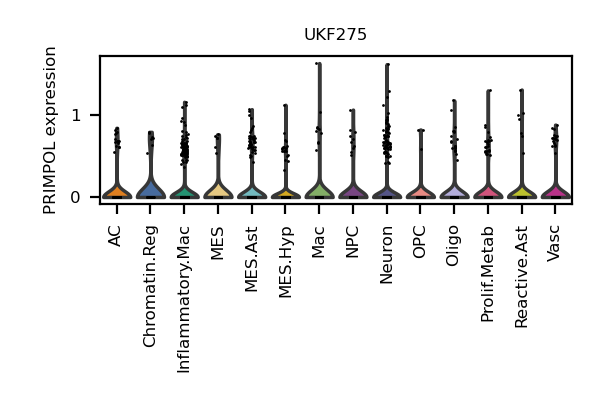 UKF275
PRIMPOL expression
1
0
AC
Chromatin.Reg
Inflammatory.Mac
MES
MES.Ast
MES.Hyp
Mac
NPC
Neuron
OPC
Oligo
Prolif.Metab
Reactive.Ast
Vasc